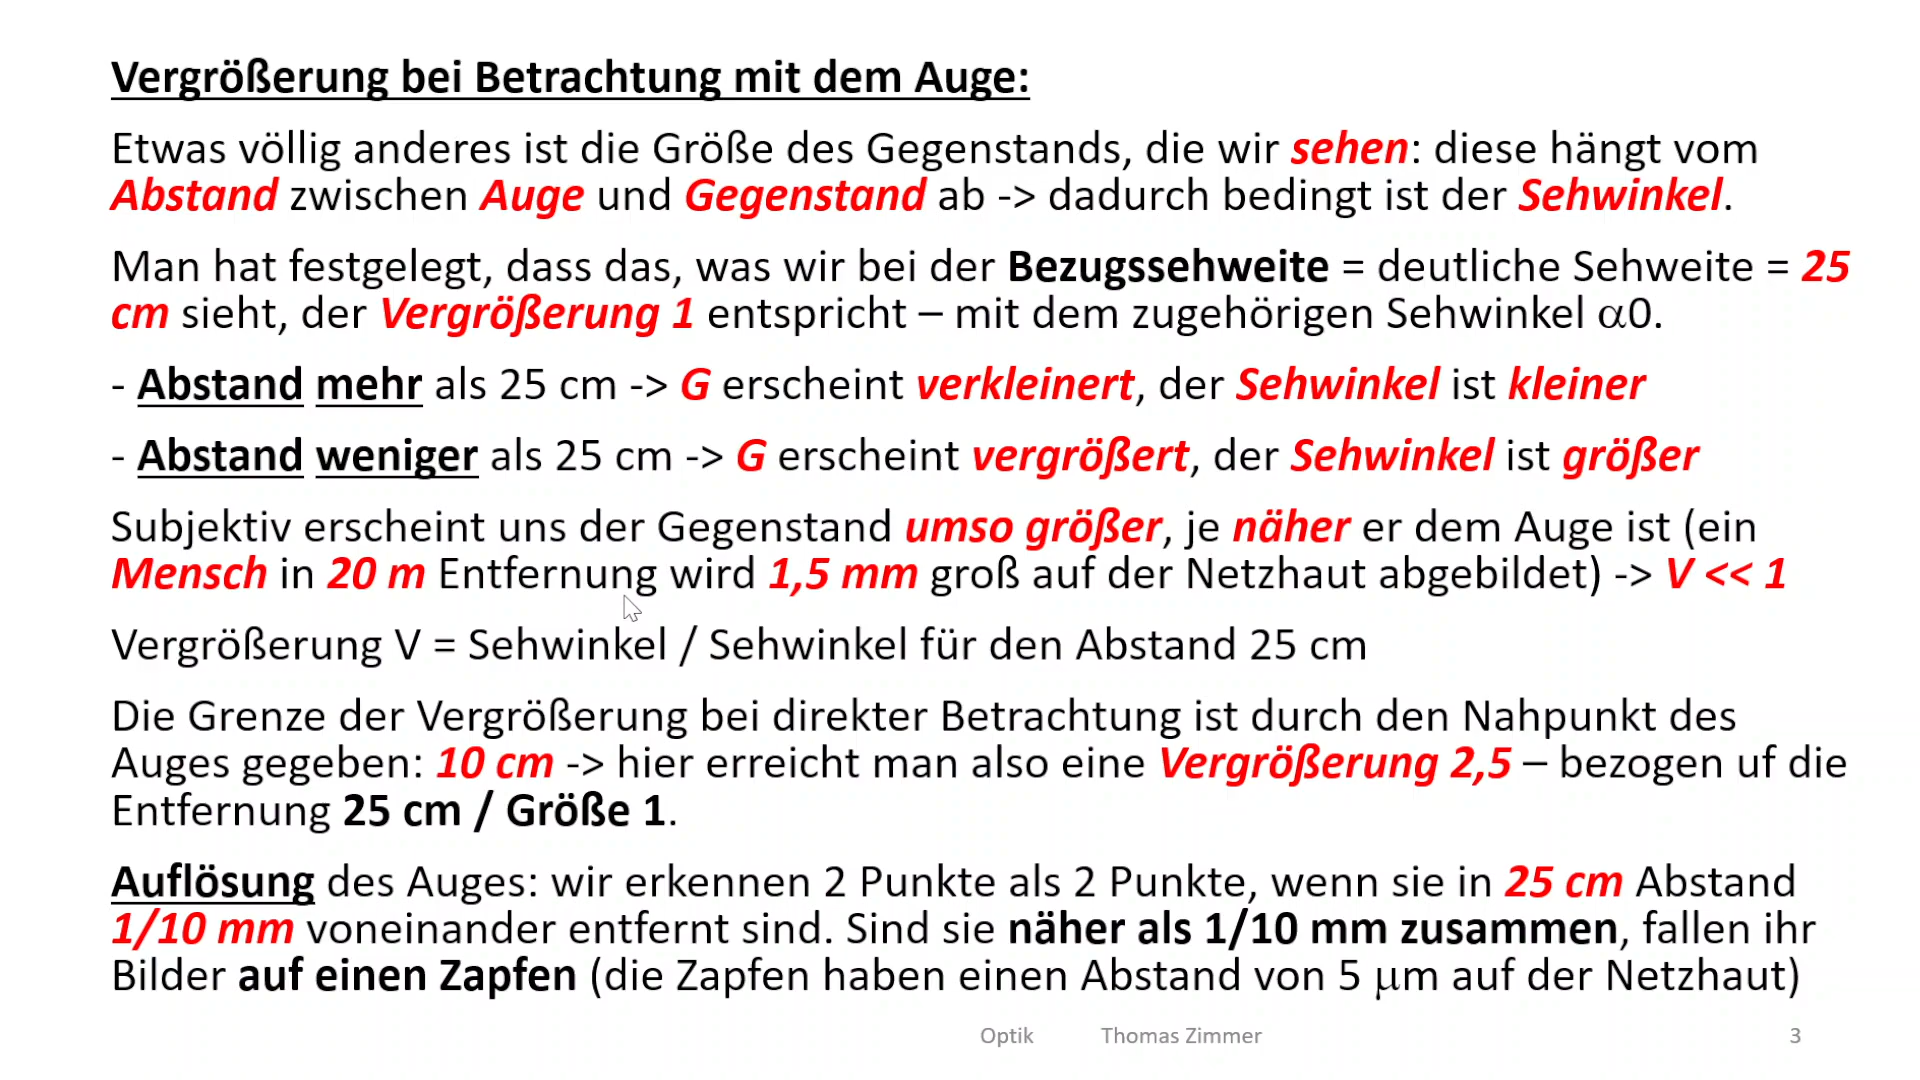 Vergrößerung bei Betrachtung mit dem Auge:
Etwas völlig anderes ist die Größe des Gegenstands, die wir sehen: diese hängt vom
Abstand zwischen Auge und Gegenstand ab -> dadurch bedingt ist der Sehwinkel.
Man hat festgelegt, dass das, was wir bei der Bezugssehweite = deutliche Sehweite = 25
cm sieht, der Vergrößerung 1 entspricht – mit dem zugehörigen Sehwinkel α0.
- Abstand mehr als 25 cm -> G erscheint verkleinert, der Sehwinkel ist kleiner
- Abstand weniger als 25 cm -> G erscheint vergrößert, der Sehwinkel ist größer
Subjektiv erscheint uns der Gegenstand umso größer, je näher er dem Auge ist (ein
Mensch in 20 m Entfernung wird 1,5 mm groß auf der Netzhaut abgebildet) -> V << 1
Vergrößerung V = Sehwinkel / Sehwinkel für den Abstand 25 cm
Die Grenze der Vergrößerung bei direkter Betrachtung ist durch den Nahpunkt des
Auges gegeben: 10 cm -> hier erreicht man also eine Vergrößerung 2,5 – bezogen uf die
Entfernung 25 cm / Größe 1.
Auflösung des Auges: wir erkennen 2 Punkte als 2 Punkte, wenn sie in 25 cm Abstand
1/10 mm voneinander entfernt sind. Sind sie näher als 1/10 mm zusammen, fallen ihr
Bilder auf einen Zapfen (die Zapfen haben einen Abstand von 5 μm auf der Netzhaut)
Optik Thomas Zimmer 3